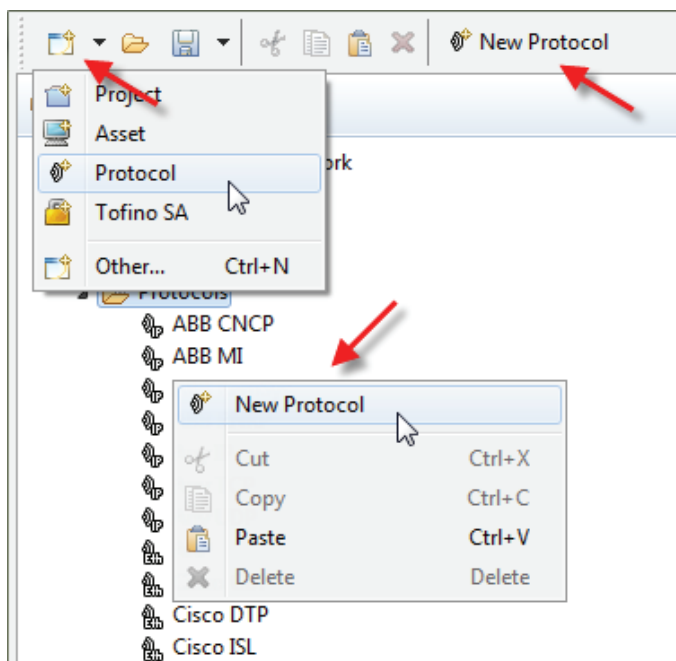 New Protocol
Project
Asset
Protocol
Tofino SA
Other... Ctrl+N
Protocols
ABB CNCP
ABB MI
New Protocol
Cut Ctrl+X
Copy Ctrl+C
Paste Ctrl+V
Delete Delete
Cisco DTP
Cisco ISL